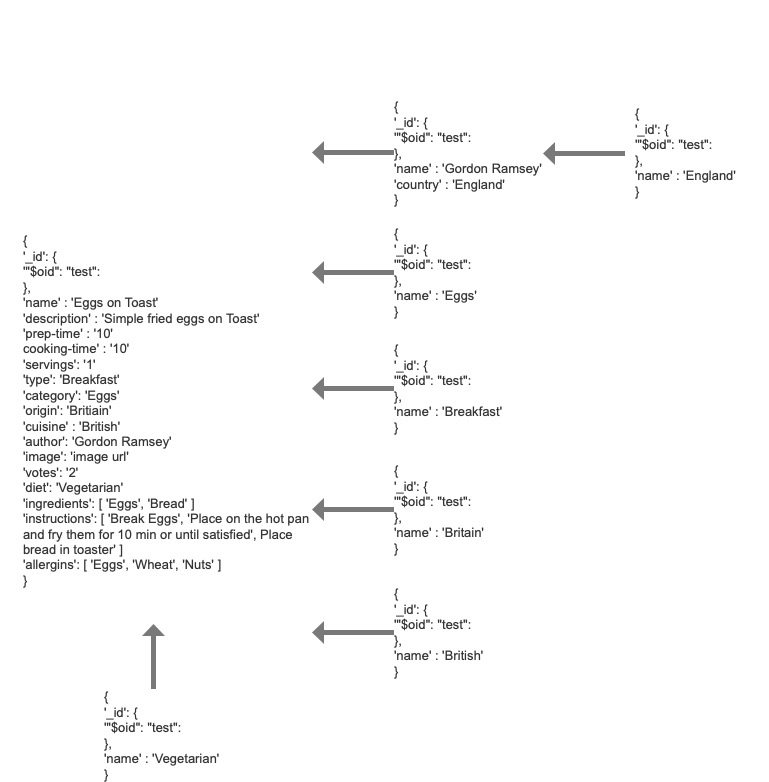 {
'_id': {
'"$oid": "test":
},
'name' : 'Gordon Ramsey'
'country' : 'England'
}
{
'_id': {
'"$oid": "test":
},
'name' : 'England'
}
{
'_id': {
'"$oid": "test":
},
'name' : 'Eggs on Toast'
'description' : 'Simple fried eggs on Toast'
'prep-time' : '10'
cooking-time' : '10'
'servings': '1'
'type': 'Breakfast'
'category': 'Eggs'
'origin': 'Britiain'
'cuisine' : 'British'
'author': 'Gordon Ramsey'
'image': 'image url'
'votes': '2'
'diet': 'Vegetarian'
'ingredients': [ 'Eggs', 'Bread' ]
'instructions': [ 'Break Eggs', 'Place on the hot pan
and fry them for 10 min or until satisfied', Place
bread in toaster' ]
'allergins': [ 'Eggs', 'Wheat', 'Nuts' ]
}
{
'_id': {
'"$oid": "test":
},
'name' : 'Eggs'
}
{
'_id': {
'"$oid": "test":
},
'name' : 'Breakfast'
}
{
'_id': {
'"$oid": "test":
},
'name' : 'Britain'
}
{
'_id': {
'"$oid": "test":
},
'name' : 'British'
}
{
'_id': {
'"$oid": "test":
},
'name' : 'Vegetarian'
}